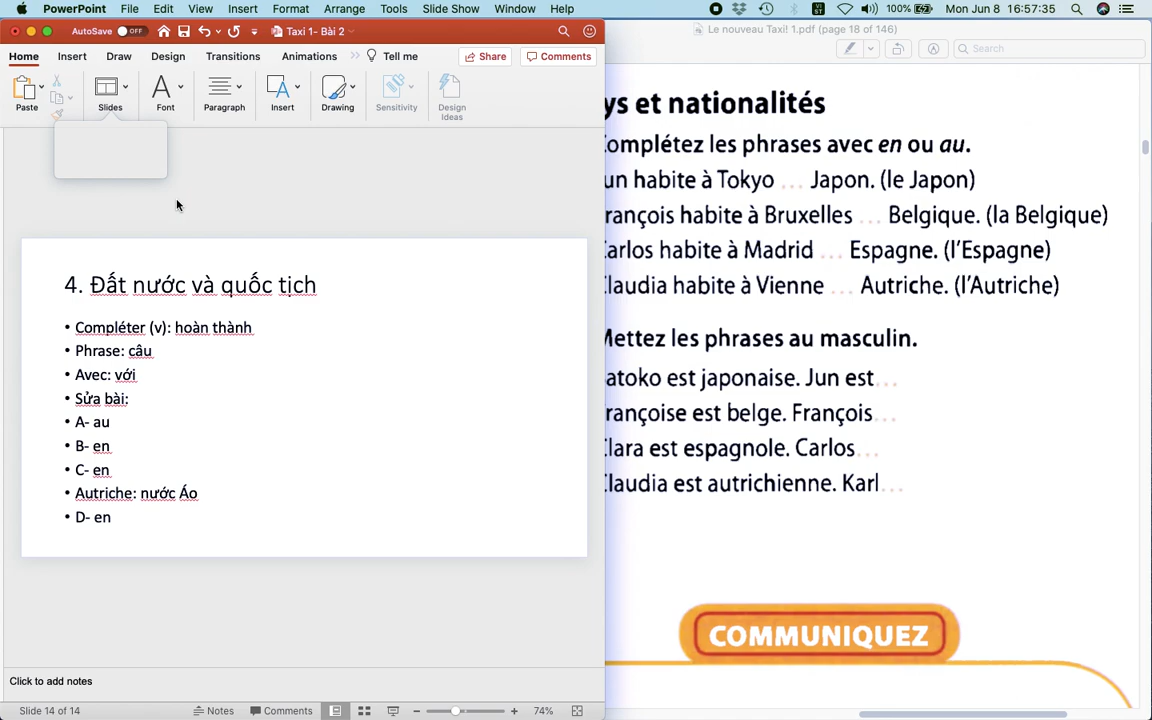 PowerPoint File Edit View Insert Format Arrange Tools Slide Show Window Help VI ST 100% Mon Jun 8 16:57:35
AutoSave OFF Taxi 1- Bài 2
Home Insert Draw Design Transitions Animations Tell me Share Comments
Paste Slides Font Paragraph Insert Drawing Sensitivity Design Ideas
4. Đất nước và quốc tịch
• Compléter (v): hoàn thành
• Phrase: câu
• Avec: với
• Sửa bài:
• A- au
• B- en
• C- en
• Autriche: nước Áo
• D- en
Click to add notes
Slide 14 of 14 Notes Comments 74%
Le nouveau Taxi! 1.pdf (page 18 of 146)
Search
ys et nationalités
omplétez les phrases avec en ou au.
un habite à Tokyo ... Japon. (le Japon)
rançois habite à Bruxelles ... Belgique. (la Belgique)
arlos habite à Madrid ... Espagne. (l'Espagne)
laudia habite à Vienne ... Autriche. (l'Autriche)
ettez les phrases au masculin.
atoko est japonaise. Jun est...
rançoise est belge. François...
lara est espagnole. Carlos...
laudia est autrichienne. Karl...
COMMUNIQUEZ